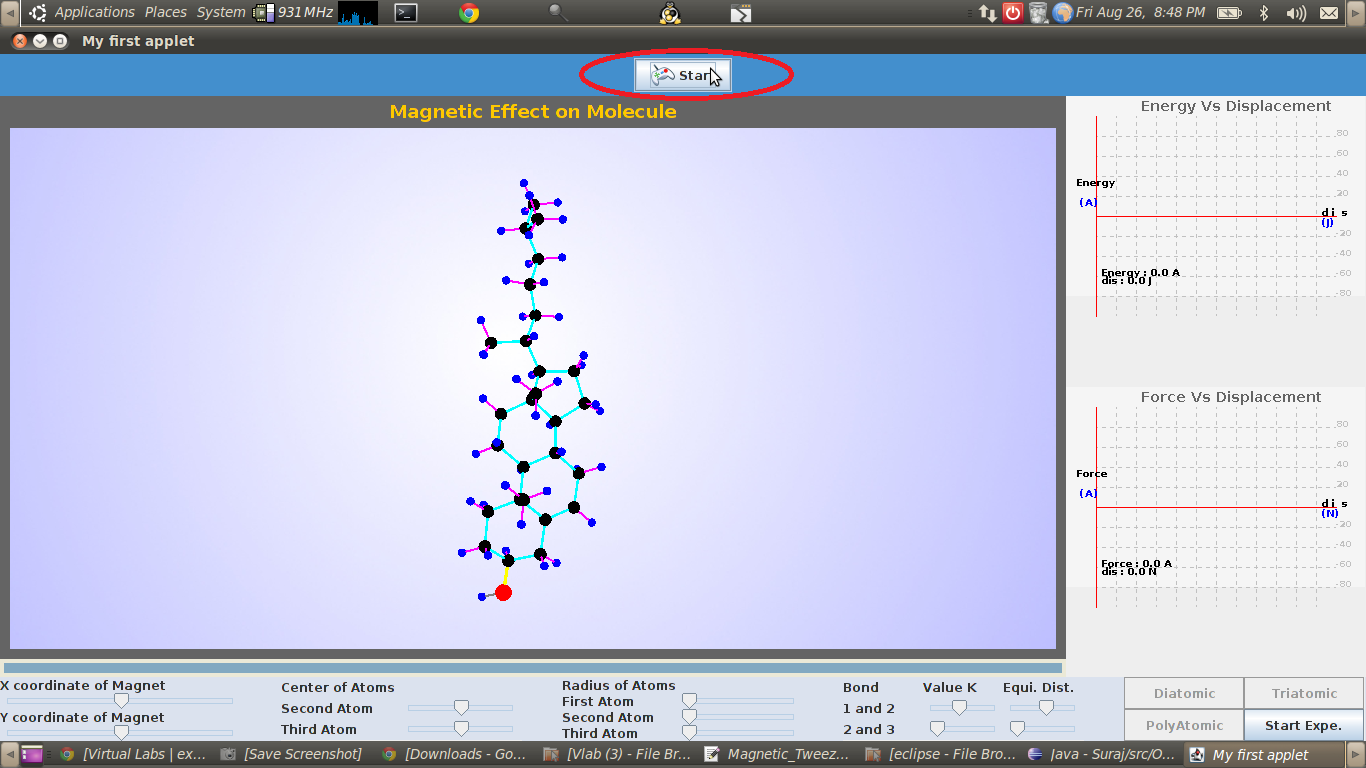 Applications Places System 931 MHz Fri Aug 26, 8:48 PM
My first applet
Star
Magnetic Effect on Molecule
Energy Vs Displacement
80
60
40
20
Energy
(A)
dis
(J)
-20
-40
-60
-80
Energy : 0.0 A
dis : 0.0 J
Force Vs Displacement
80
60
40
20
Force
(A)
dis
(N)
-20
-40
-60
-80
Force : 0.0 A
dis : 0.0 N
X coordinate of Magnet
Y coordinate of Magnet
Center of Atoms
Second Atom
Third Atom
Radius of Atoms
First Atom
Second Atom
Third Atom
Bond Value K Equi. Dist.
1 and 2
2 and 3
Diatomic Triatomic
PolyAtomic Start Expe.
[Virtual Labs | ex... [Save Screenshot] [Downloads - Go... [Vlab (3) - File Br... Magnetic_Tweez... [eclipse - File Bro... Java - Suraj/src/O... My first applet